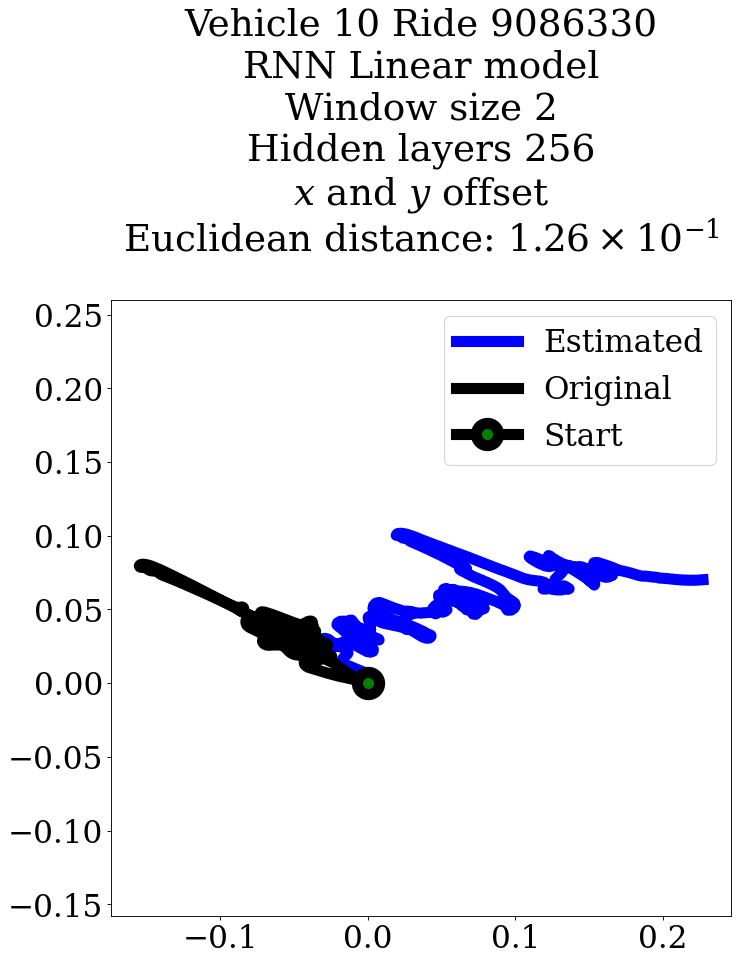 Vehicle 10 Ride 9086330
RNN Linear model
Window size 2
Hidden layers 256
x and y offset
Euclidean distance: 1.26 × 10⁻¹
0.25
0.20
0.15
0.10
0.05
0.00
−0.05
−0.10
−0.15
Estimated
Original
Start
−0.1 0.0 0.1 0.2